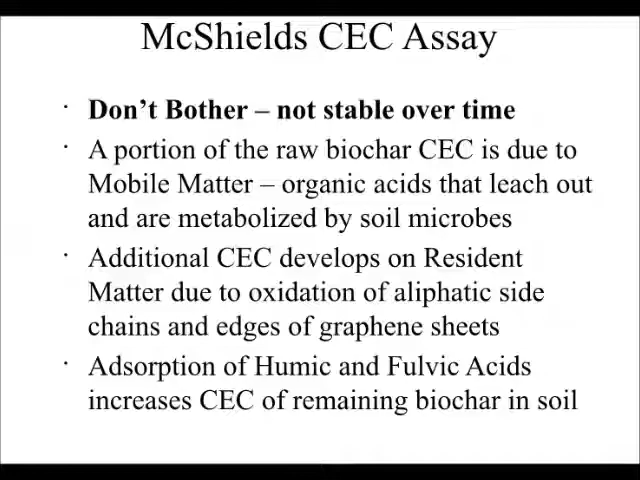 McShields CEC Assay
· Don’t Bother – not stable over time
· A portion of the raw biochar CEC is due to
Mobile Matter – organic acids that leach out
and are metabolized by soil microbes
· Additional CEC develops on Resident
Matter due to oxidation of aliphatic side
chains and edges of graphene sheets
· Adsorption of Humic and Fulvic Acids
increases CEC of remaining biochar in soil